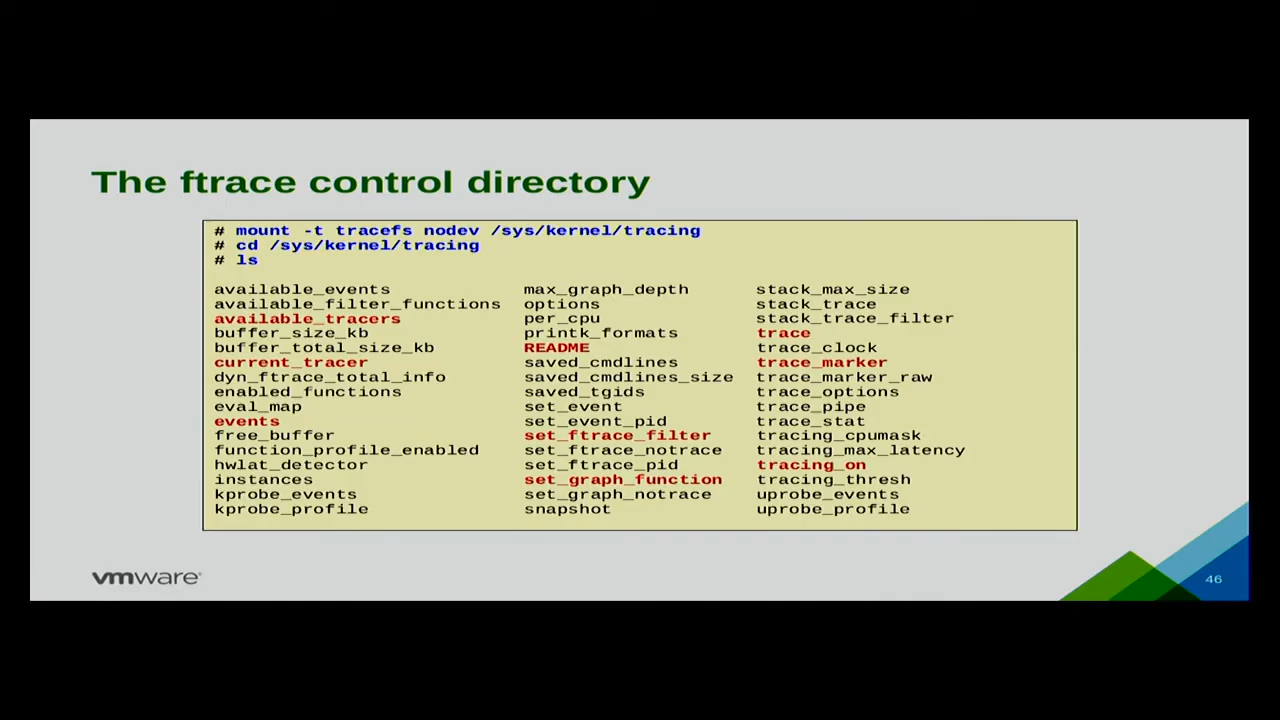 The ftrace control directory
# mount -t tracefs nodev /sys/kernel/tracing
# cd /sys/kernel/tracing
# ls
available_events max_graph_depth stack_max_size
available_filter_functions options stack_trace
available_tracers per_cpu stack_trace_filter
buffer_size_kb printk_formats trace
buffer_total_size_kb README trace_clock
current_tracer saved_cmdlines trace_marker
dyn_ftrace_total_info saved_cmdlines_size trace_marker_raw
enabled_functions saved_tgids trace_options
eval_map set_event trace_pipe
events set_event_pid trace_stat
free_buffer set_ftrace_filter tracing_cpumask
function_profile_enabled set_ftrace_notrace tracing_max_latency
hwlat_detector set_ftrace_pid tracing_on
instances set_graph_function tracing_thresh
kprobe_events set_graph_notrace uprobe_events
kprobe_profile snapshot uprobe_profile
vmware
46